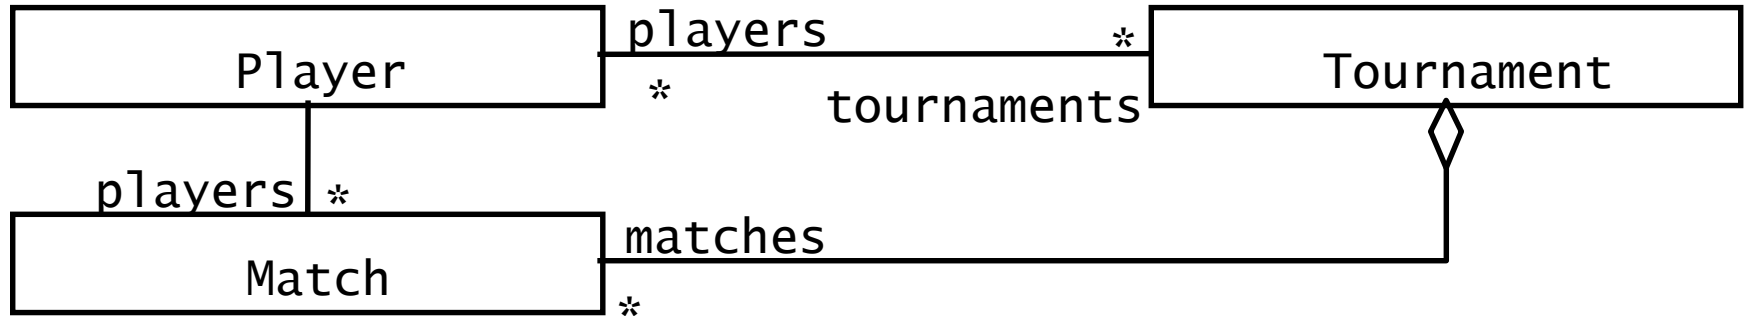 players *
Player
*
tournaments
Tournament
players *
Match
matches
*